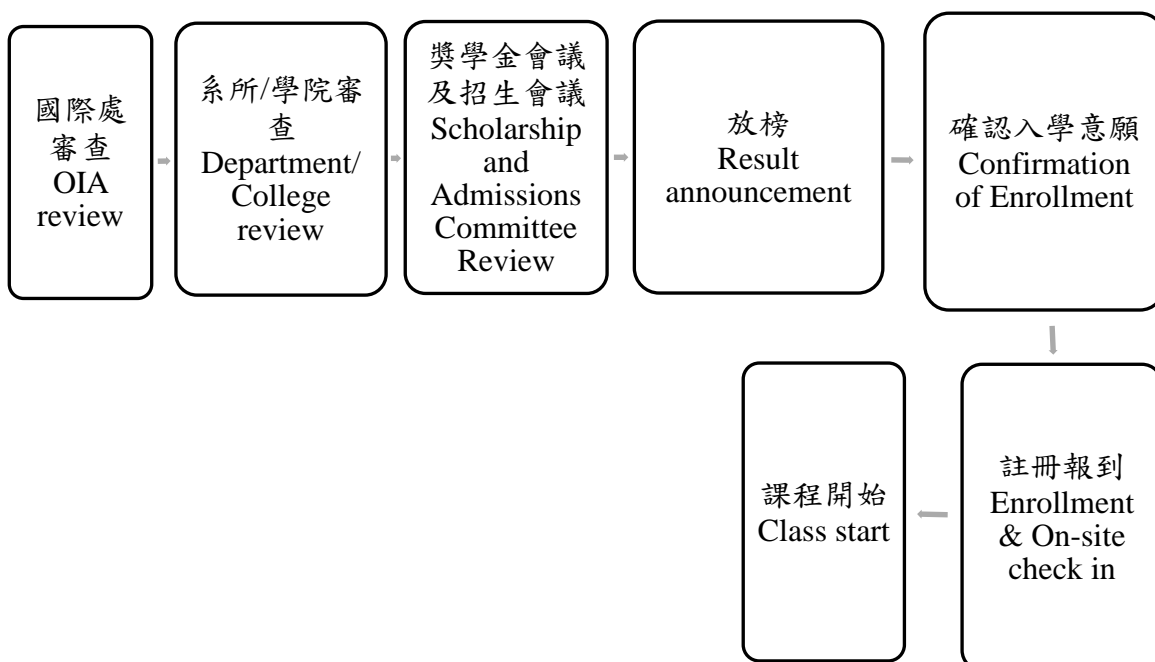 國際處
審查
OIA
review
系所/學院審
查
Department/
College
review
獎學金會議
及招生會議
Scholarship
and
Admissions
Committee
Review
放榜
Result
announcement
確認入學意願
Confirmation
of Enrollment
註冊報到
Enrollment
& On-site
check in
課程開始
Class start